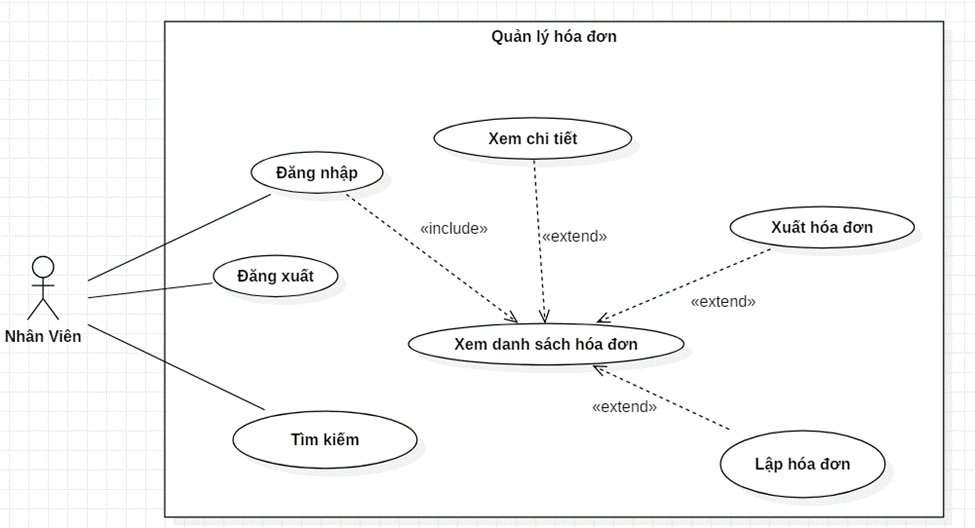 Quản lý hóa đơn
Xem chi tiết
Đăng nhập
Xuất hóa đơn
«include»
«extend»
Đăng xuất
«extend»
Nhân Viên
Xem danh sách hóa đơn
«extend»
Tìm kiếm
Lập hóa đơn